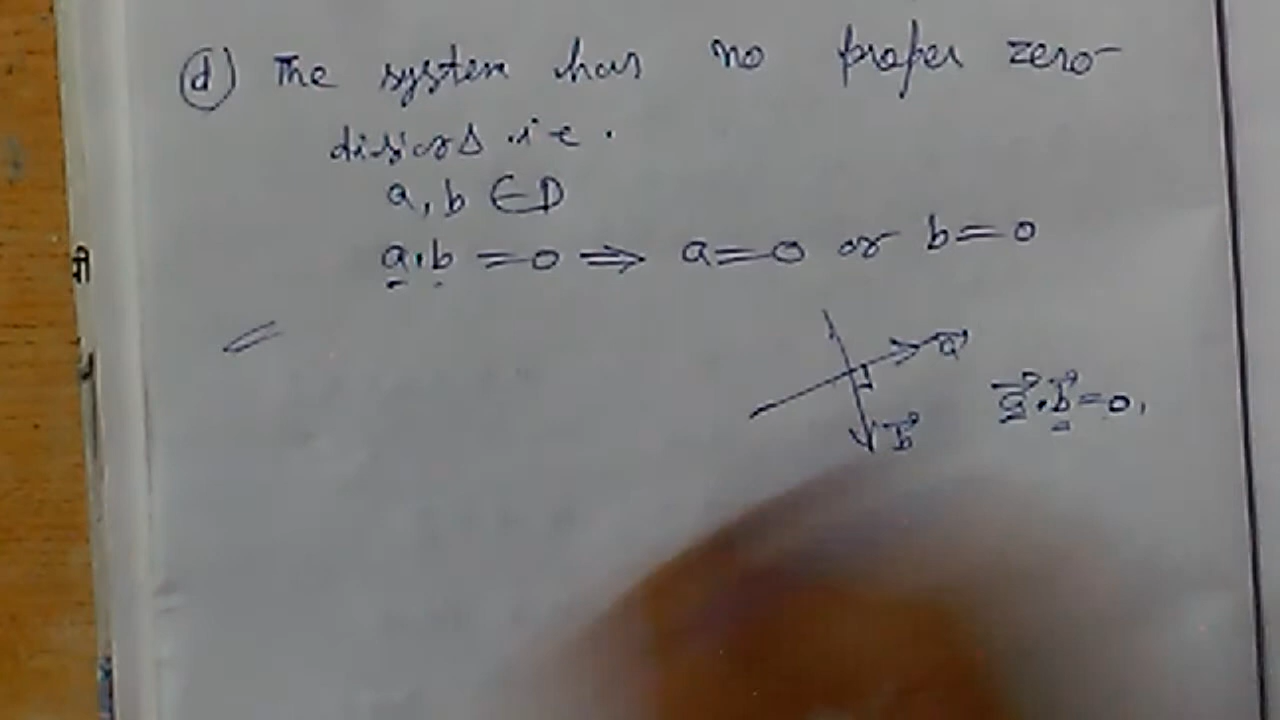 (d) The system has no proper zero-
divisors .i.e.
a, b ∈ D
a.b = 0 ⇒ a = 0 or b = 0
a⃗
b⃗
a⃗.b⃗ = 0,